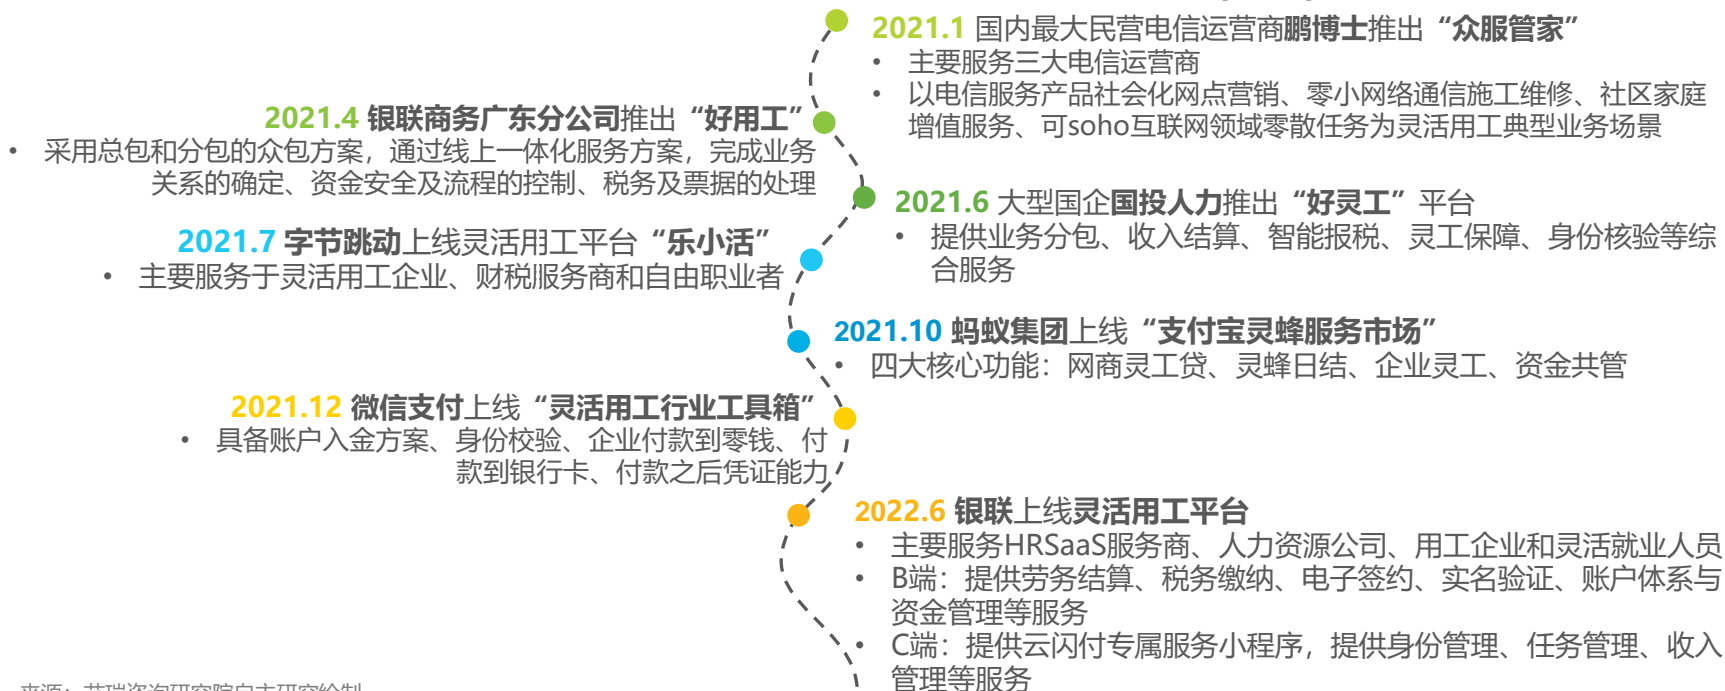 2021.1 国内最大民营电信运营商鹏博士推出“众服管家”
• 主要服务三大电信运营商
• 以电信服务产品社会化网点营销、零小网络通信施工维修、社区家庭
增值服务、可soho互联网领域零散任务为灵活用工典型业务场景
2021.4 银联商务广东分公司推出“好用工”
• 采用总包和分包的众包方案，通过线上一体化服务方案，完成业务
关系的确定、资金安全及流程的控制、税务及票据的处理
2021.6 大型国企国投人力推出“好灵工”平台
• 提供业务分包、收入结算、智能报税、灵工保障、身份核验等综
合服务
2021.7 字节跳动上线灵活用工平台“乐小活”
• 主要服务于灵活用工企业、财税服务商和自由职业者
2021.10 蚂蚁集团上线“支付宝灵蜂服务市场”
• 四大核心功能：网商灵工贷、灵蜂日结、企业灵工、资金共管
2021.12 微信支付上线“灵活用工行业工具箱”
• 具备账户入金方案、身份校验、企业付款到零钱、付
款到银行卡、付款之后凭证能力
2022.6 银联上线灵活用工平台
• 主要服务HRSaaS服务商、人力资源公司、用工企业和灵活就业人员
• B端：提供劳务结算、税务缴纳、电子签约、实名验证、账户体系与
资金管理等服务
• C端：提供云闪付专属服务小程序，提供身份管理、任务管理、收入
管理等服务
来源：艾瑞咨询研究院自主研究绘制